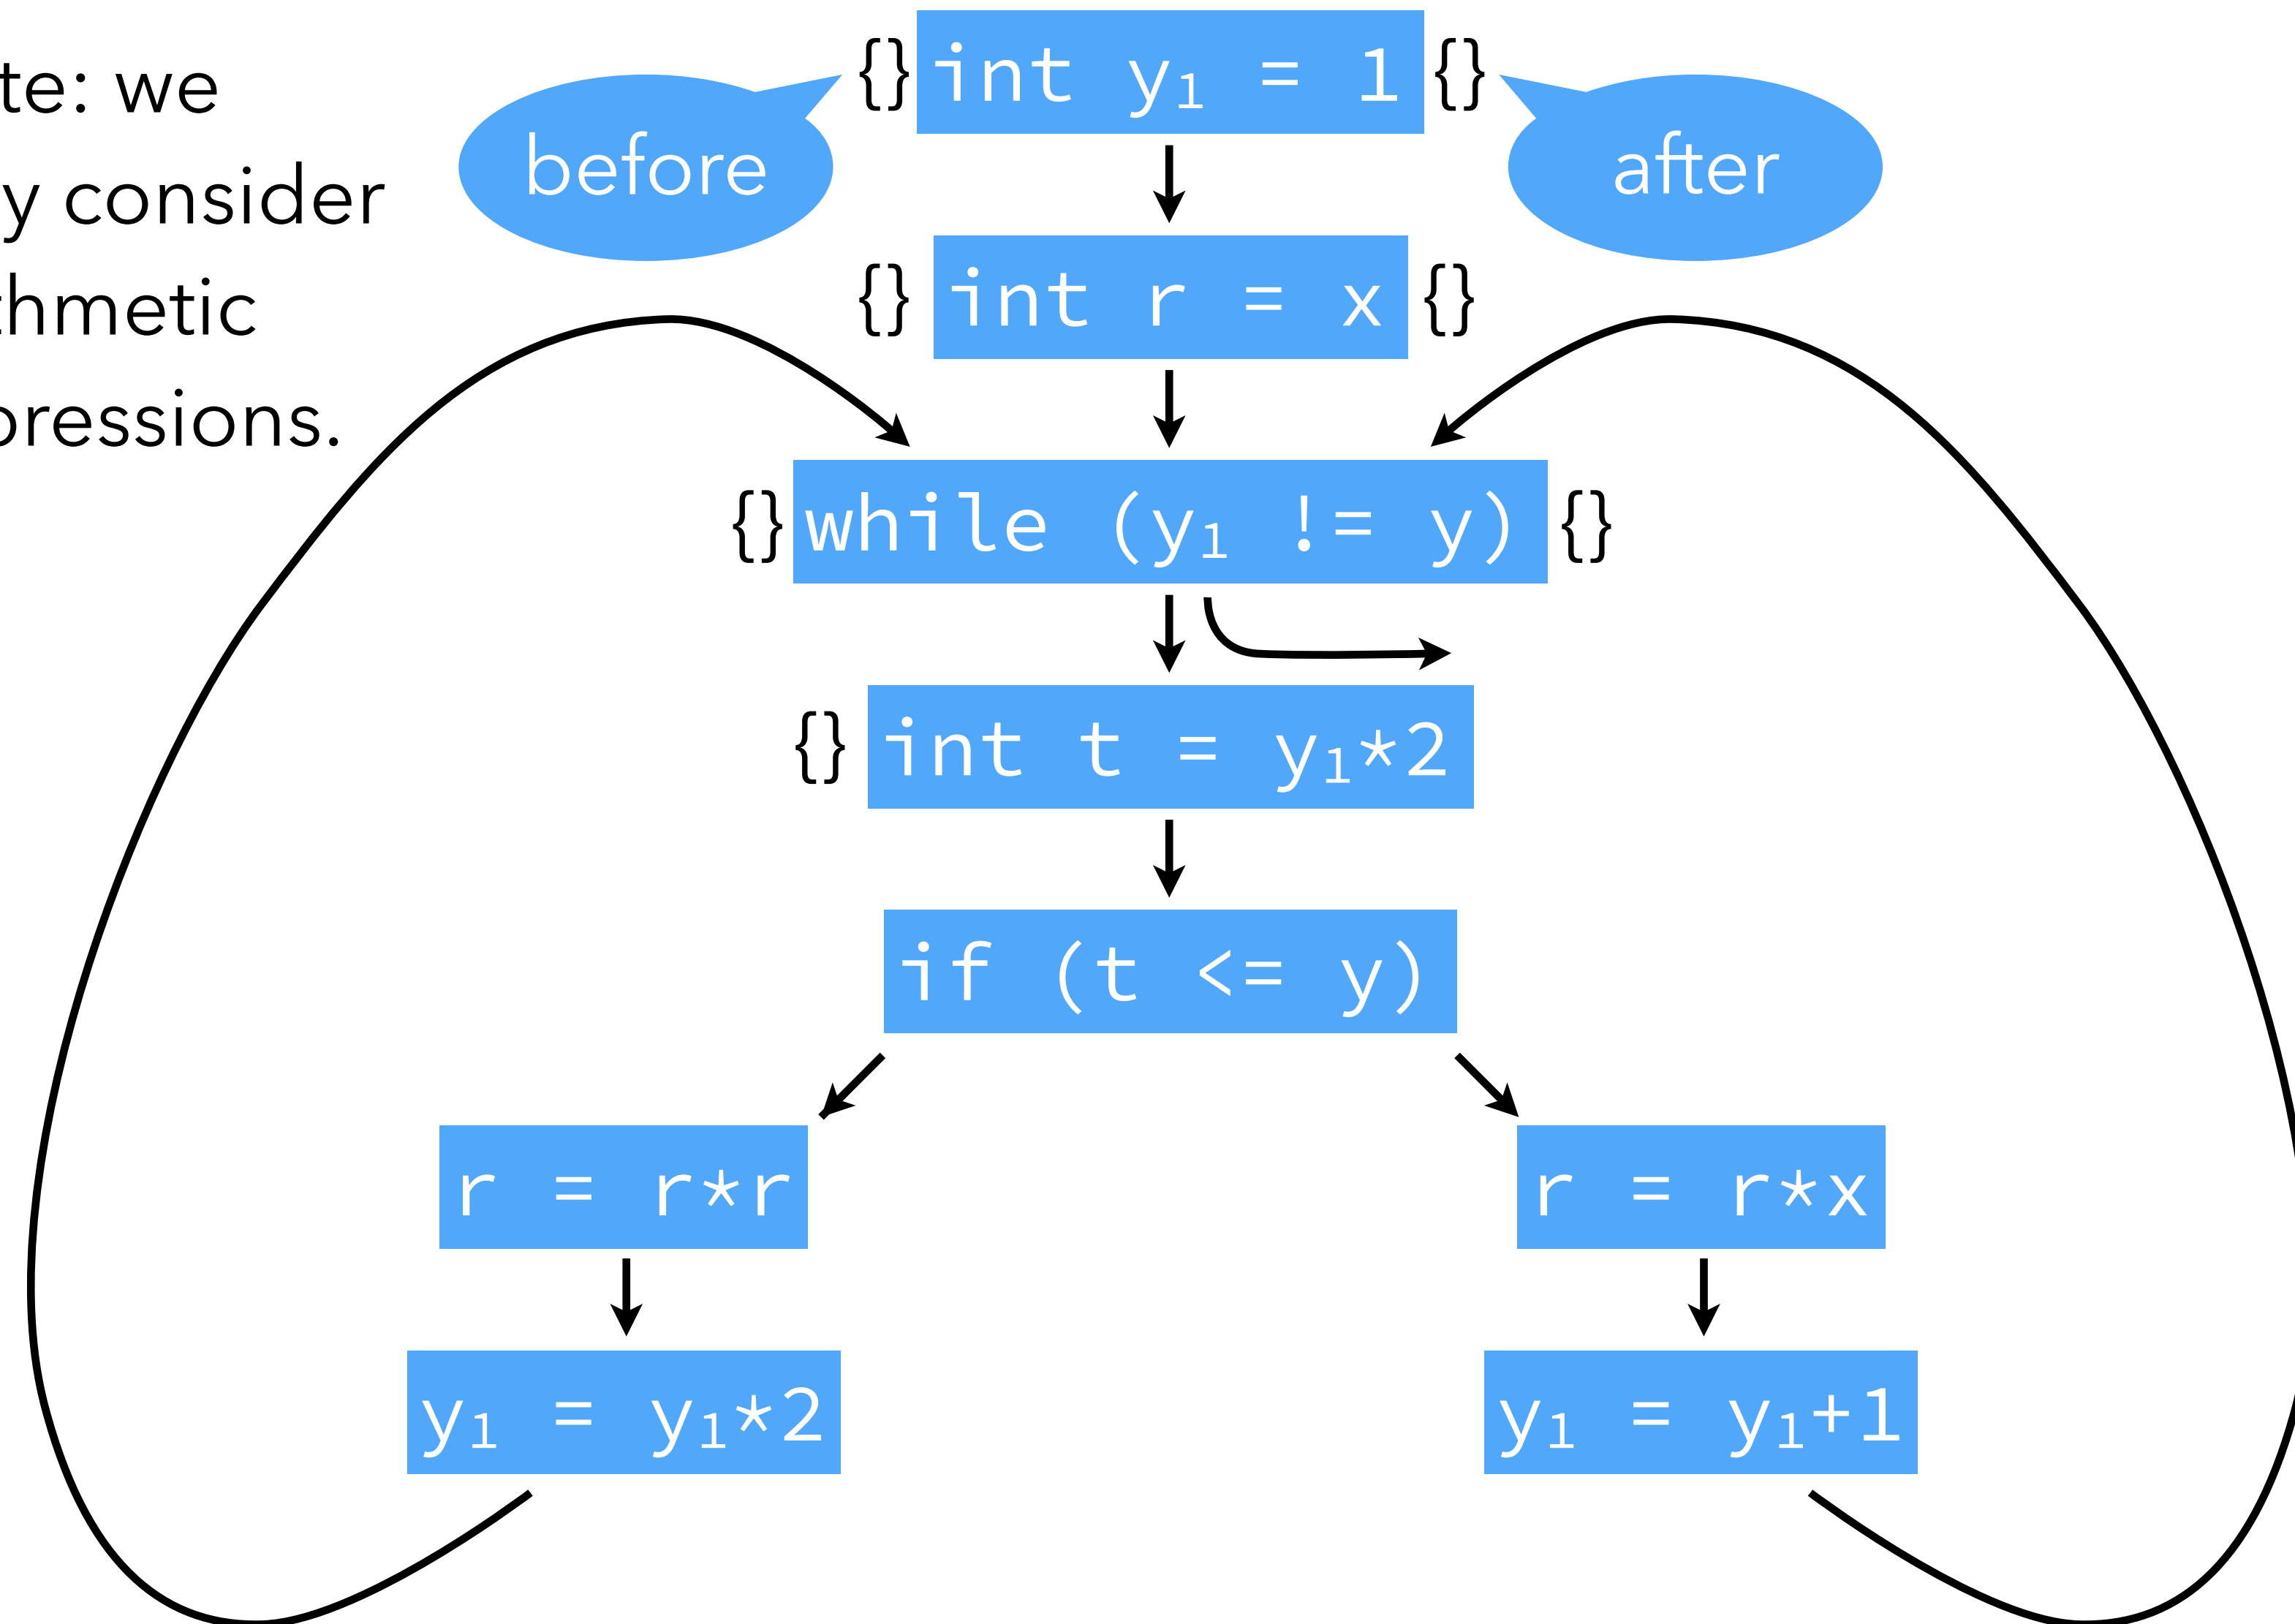 te: we
y consider
hmetic
ressions.
before
after
{} int y₁ = 1 {}
{} int r = x {}
{} while (y₁ != y) {}
{} int t = y₁*2
if (t <= y)
r = r*r
r = r*x
y₁ = y₁*2
y₁ = y₁+1